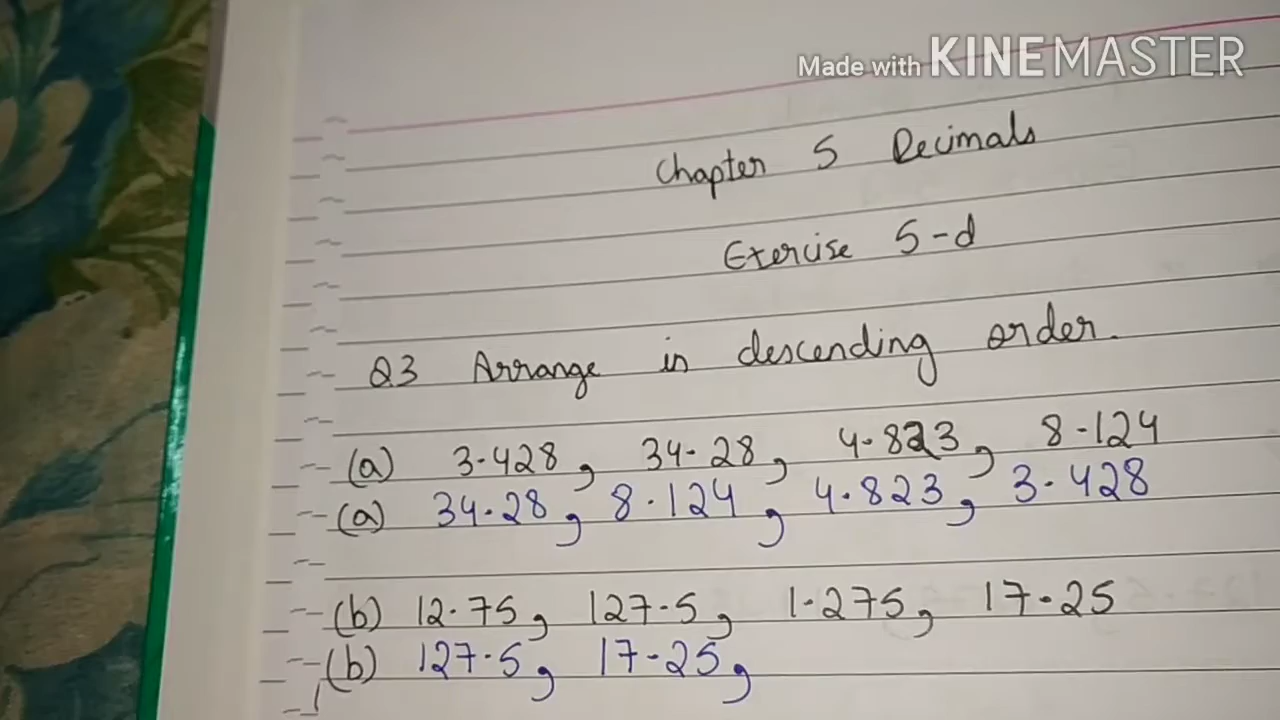 Made with KINEMASTER
Chapter 5 Decimals
Exercise 5-d
Q3 Arrange in descending order.
(a) 3.428, 34.28, 4.823, 8.124
(a) 34.28, 8.124, 4.823, 3.428
(b) 12.75, 127.5, 1.275, 17.25
(b) 127.5, 17.25,